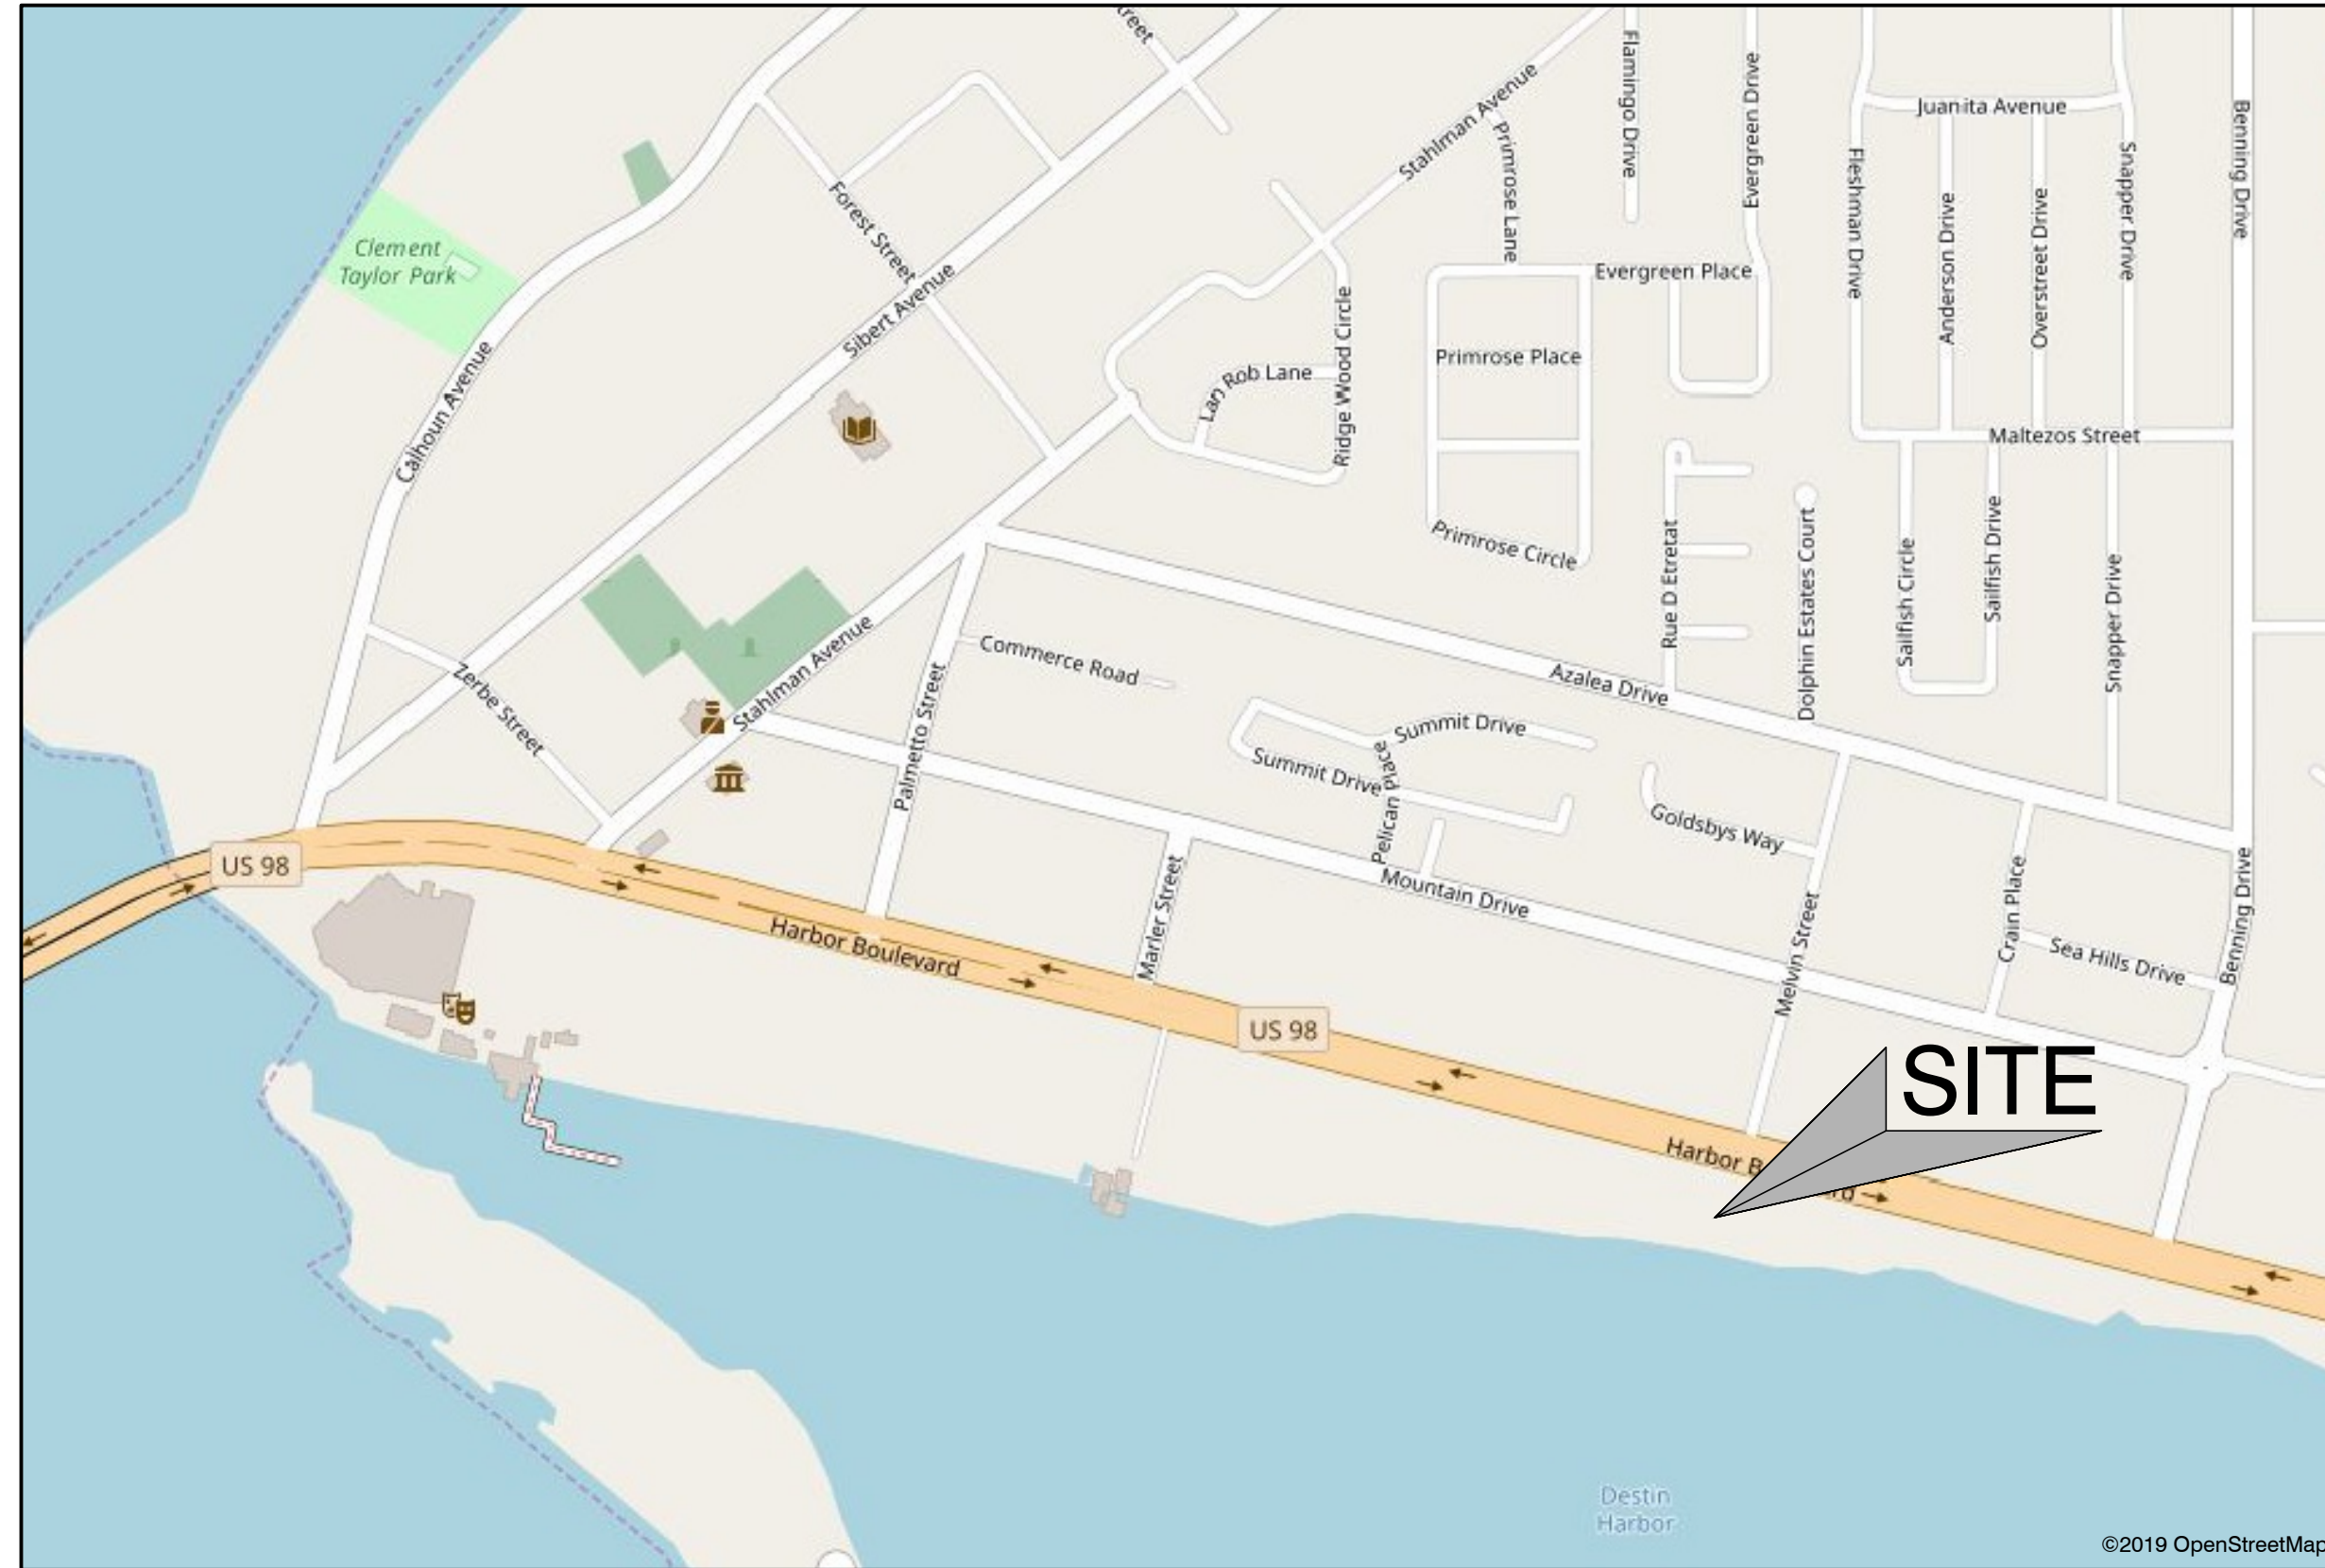 Flamingo Drive
Evergreen Drive
Stahlman Avenue
Juanita Avenue
Benning Drive
Primrose Lane
Fleshman Drive
Snapper Drive
Forest Street
Anderson Drive
Overstreet Drive
Clement
Taylor Park
Evergreen Place
Sibert Avenue
Ridge Wood Circle
Primrose Place
Lan Rob Lane
Calhoun Avenue
Maltezos Street
Primrose Circle
Rue D Etretat
Dolphin Estates Court
Sailfish Circle
Sailfish Drive
Snapper Drive
Commerce Road
Stahlman Avenue
Zerbe Street
Palmetto Street
Azalea Drive
Summit Drive
Summit Drive
Pelican Place
Goldsbys Way
US 98
Mountain Drive
Marler Street
Melvin Street
Crain Place
Sea Hills Drive
Benning Drive
Harbor Boulevard
US 98
SITE
Harbor B
Destin
Harbor
©2019 OpenStreetMap